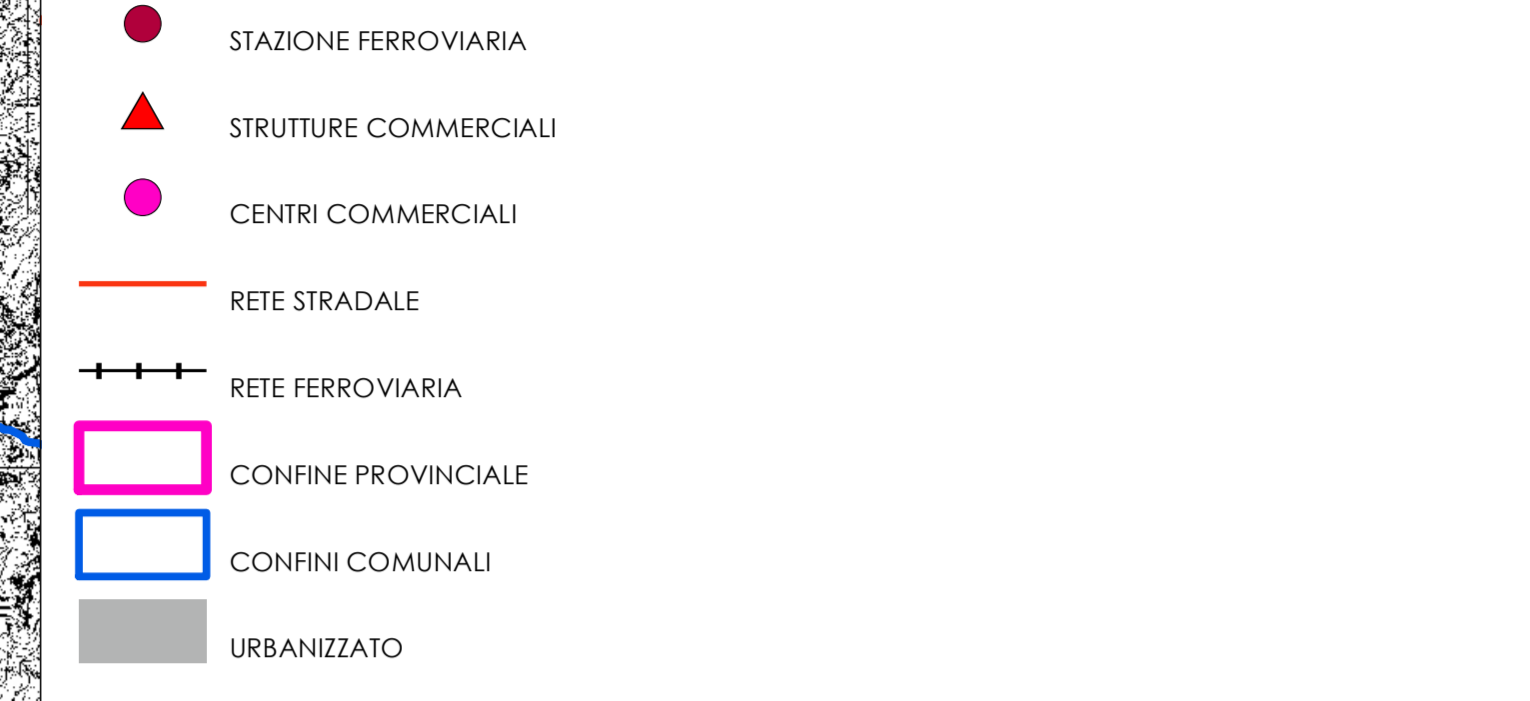 STAZIONE FERROVIARIA
STRUTTURE COMMERCIALI
CENTRI COMMERCIALI
RETE STRADALE
RETE FERROVIARIA
CONFINE PROVINCIALE
CONFINI COMUNALI
URBANIZZATO